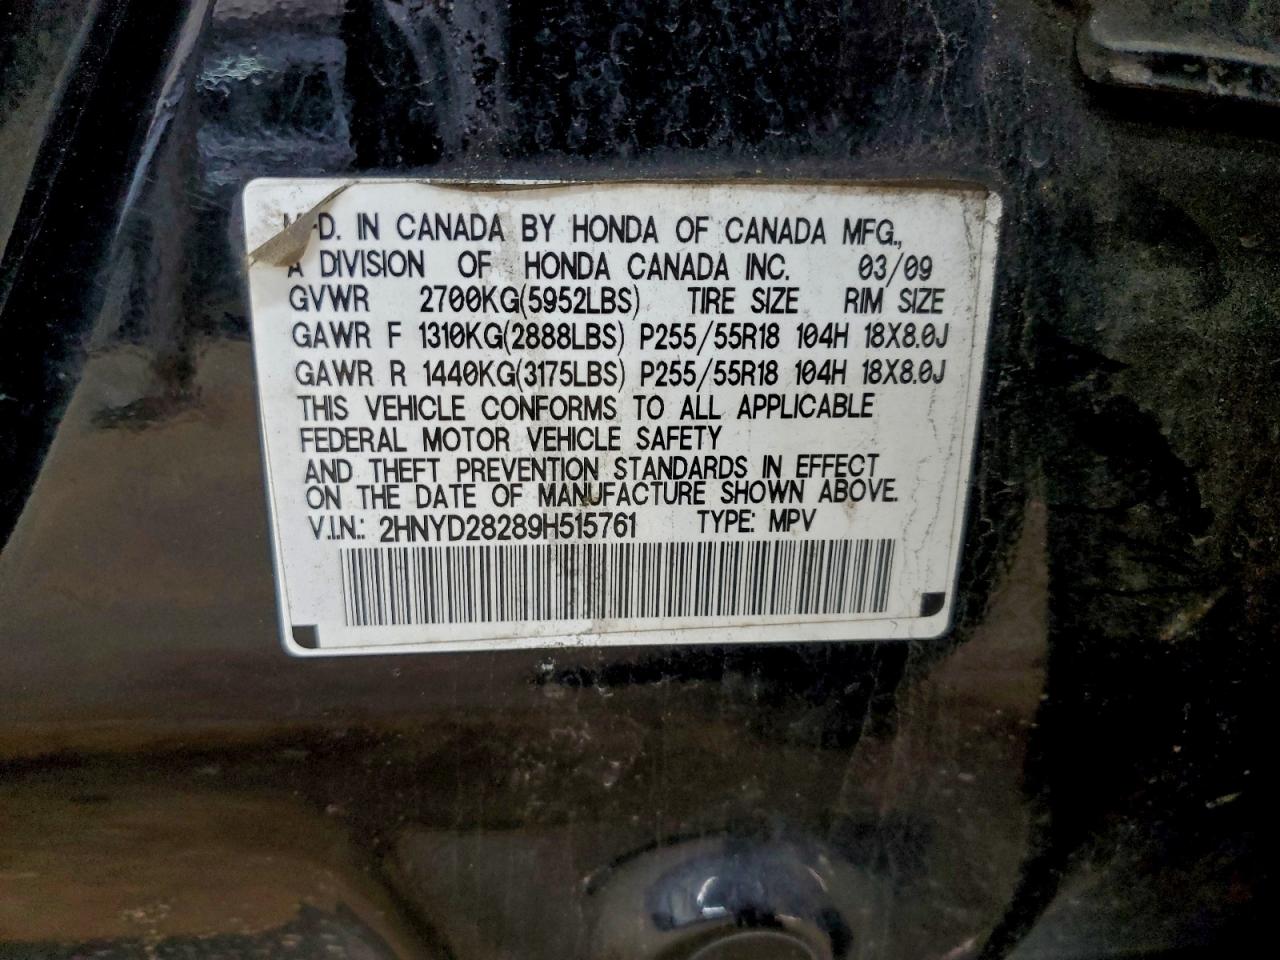 MFD. IN CANADA BY HONDA OF CANADA MFG.,
A DIVISION OF HONDA CANADA INC. 03/09
GVWR 2700KG(5952LBS) TIRE SIZE RIM SIZE
GAWR F 1310KG(2888LBS) P255/55R18 104H 18X8.0J
GAWR R 1440KG(3175LBS) P255/55R18 104H 18X8.0J
THIS VEHICLE CONFORMS TO ALL APPLICABLE
FEDERAL MOTOR VEHICLE SAFETY
AND THEFT PREVENTION STANDARDS IN EFFECT
ON THE DATE OF MANUFACTURE SHOWN ABOVE.
V.I.N.: 2HNYD28289H515761 TYPE: MPV